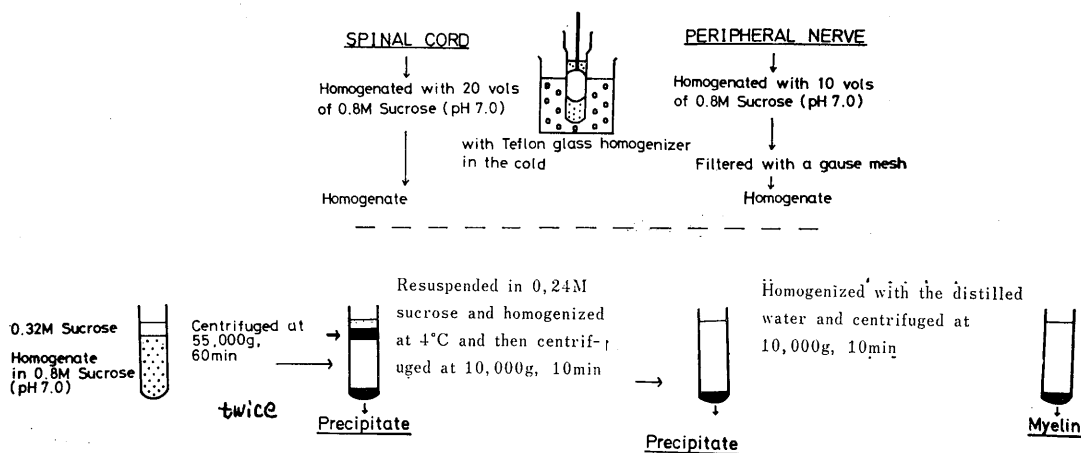 SPINAL CORD
Homogenated with 20 vols
of 0.8M Sucrose (pH 7.0)
Homogenate
with Teflon glass homogenizer
in the cold
PERIPHERAL NERVE
Homogenated with 10 vols
of 0.8M Sucrose (pH 7.0)
Filtered with a gause mesh
Homogenate
0.32M Sucrose
Homogenate
in 0.8M Sucrose
(pH 7.0)
Centrifuged at
55,000g,
60min
twice
Precipitate
Resuspended in 0,24M
sucrose and homogenized
at 4°C and then centrif-
uged at 10,000g, 10min
Precipitate
Homogenized with the distilled
water and centrifuged at
10,000g, 10min
Myelin